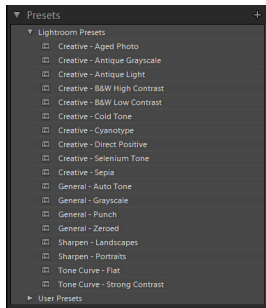 Presets +
Lightroom Presets
Creative - Aged Photo
Creative - Antique Grayscale
Creative - Antique Light
Creative - B&W High Contrast
Creative - B&W Low Contrast
Creative - Cold Tone
Creative - Cyanotype
Creative - Direct Positive
Creative - Selenium Tone
Creative - Sepia
General - Auto Tone
General - Grayscale
General - Punch
General - Zeroed
Sharpen - Landscapes
Sharpen - Portraits
Tone Curve - Flat
Tone Curve - Strong Contrast
User Presets